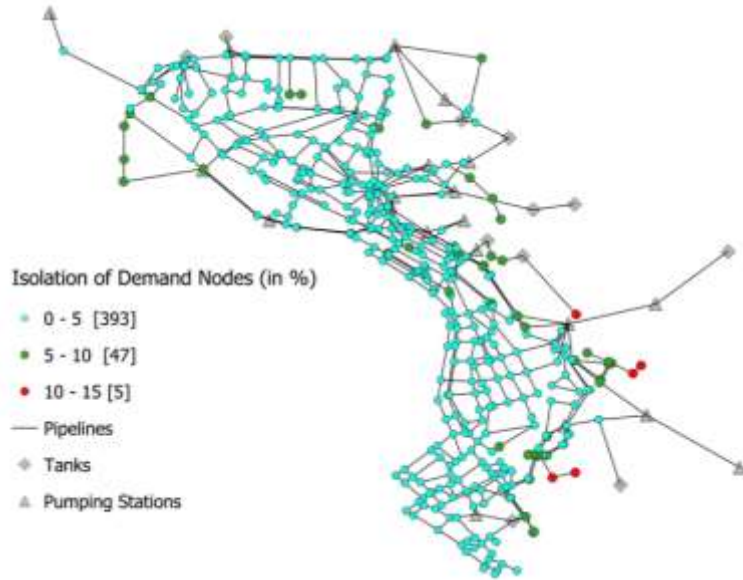 Isolation of Demand Nodes (in %)
0 - 5 [393]
5 - 10 [47]
10 - 15 [5]
Pipelines
Tanks
Pumping Stations